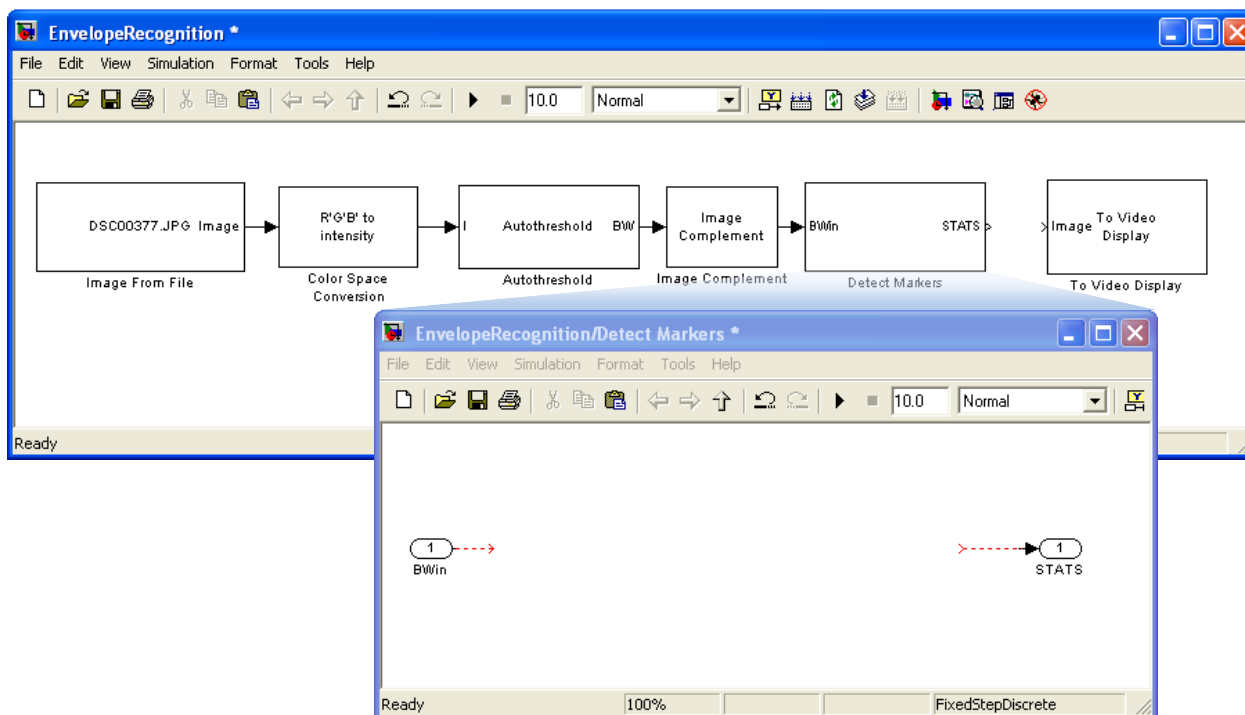 EnvelopeRecognition *
File Edit View Simulation Format Tools Help
10.0 Normal
DSC00377.JPG Image
R'G'B' to
intensity
I Autothreshold BW
Image
Complement
BWin STATS
Image To Video
Display
Image From File
Color Space
Conversion
Autothreshold
Image Complement
Detect Markers
To Video Display
Ready
EnvelopeRecognition/Detect Markers *
File Edit View Simulation Format Tools Help
10.0 Normal
1
BWin
1
STATS
Ready 100% FixedStepDiscrete